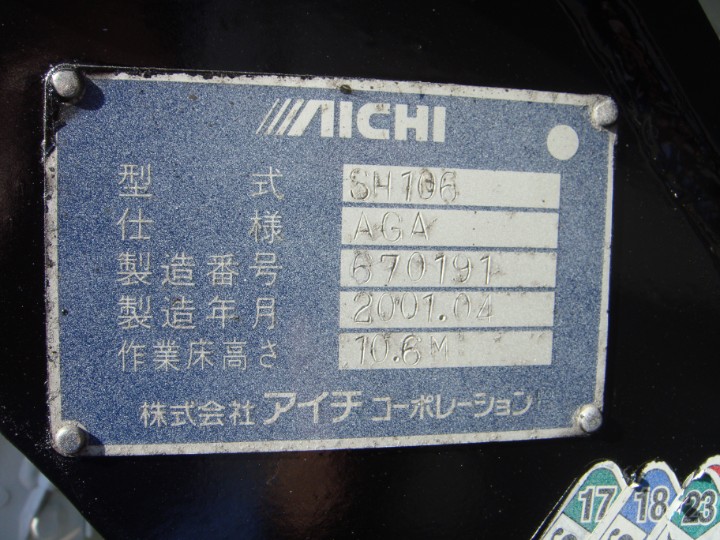 AICHI
型式 SH106
仕様 AGA
製造番号 670191
製造年月 2001.04
作業床高さ 10.6M
株式会社 アイチ コーポレーション
17 18 23